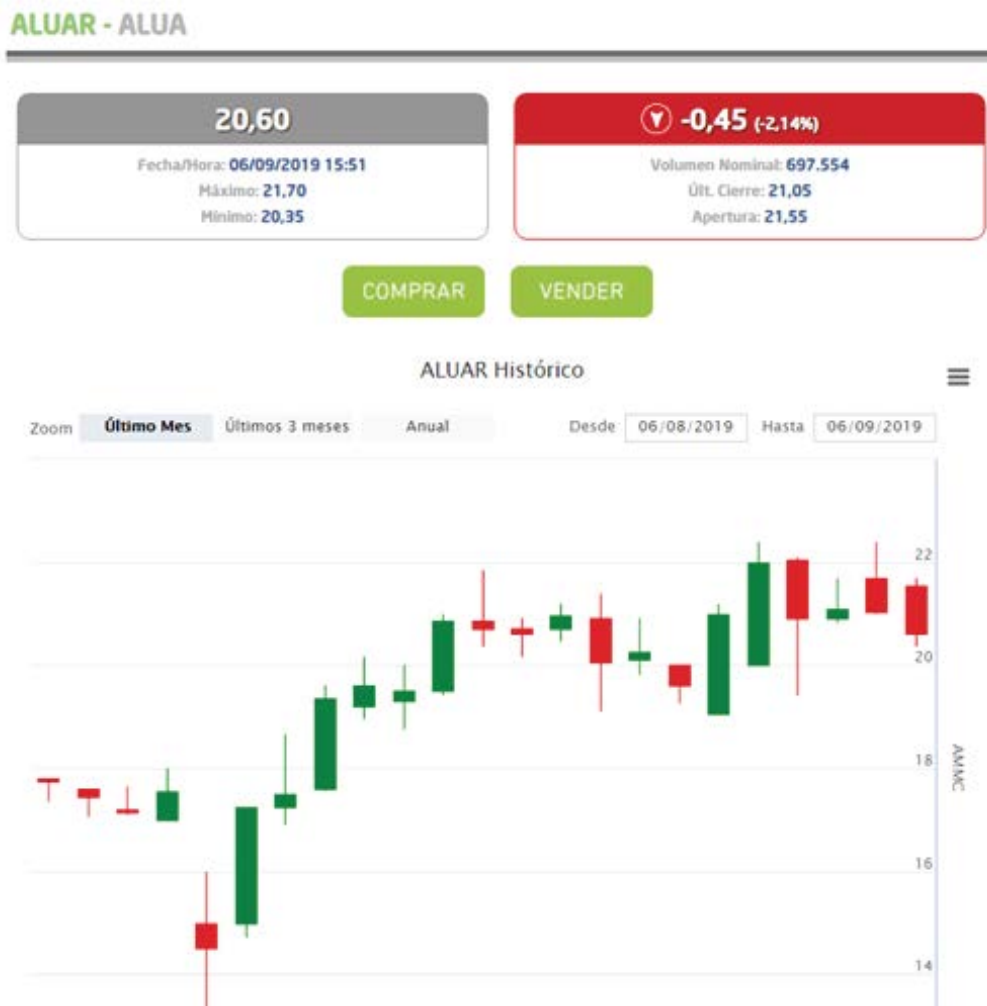 ALUAR - ALUA
20,60
Fecha/Hora: 06/09/2019 15:51
Máximo: 21,70
Mínimo: 20,35
-0,45 (-2,14%)
Volumen Nominal: 697.554
Últ. Cierre: 21,05
Apertura: 21,55
COMPRAR
VENDER
ALUAR Histórico
Zoom Último Mes Últimos 3 meses Anual Desde 06/08/2019 Hasta 06/09/2019
22
20
18
16
14
AMMC